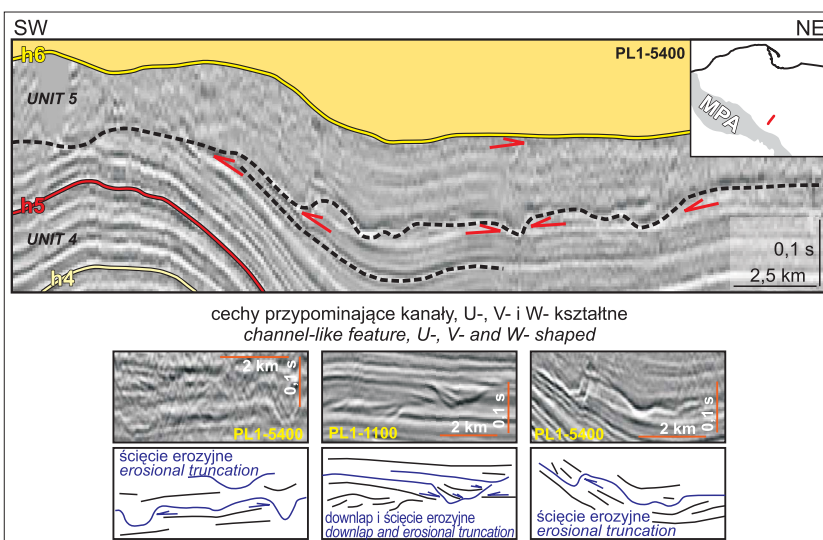 SW
NE
h6
PL1-5400
UNIT 5
MPA
h5
UNIT 4
h4
0,1 s
2,5 km
cechy przypominające kanały, U-, V- i W- kształtne
channel-like feature, U-, V- and W- shaped
2 km
0,1 s
PL1-5400
0,1 s
2 km
PL1-1100
0,1 s
2 km
PL1-5400
ścięcie erozyjne
erosional truncation
downlap i ścięcie erozyjne
downlap and erosional truncation
ścięcie erozyjne
erosional truncation